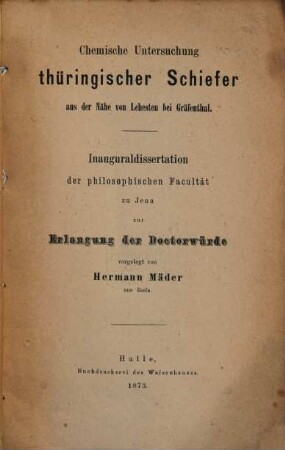 Chemische Untersuchung
thüringischer Schiefer
aus der Nähe von Lehesten bei Gräfenthal.
Inauguraldissertation
der philosophischen Facultät
zu Jena
zur
Erlangung der Doctorwürde
vorgelegt von
Hermann Mäder
aus
Halle,
Buchdruckerei des Waisenhauses.
1873.